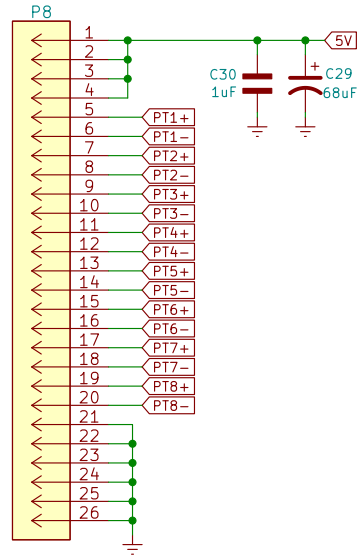 P8
1
5V
2
3
C30
1uF
+
C29
68uF
4
5 PT1+
6 PT1-
7 PT2+
8 PT2-
9 PT3+
10 PT3-
11 PT4+
12 PT4-
13 PT5+
14 PT5-
15 PT6+
16 PT6-
17 PT7+
18 PT7-
19 PT8+
20 PT8-
21
22
23
24
25
26